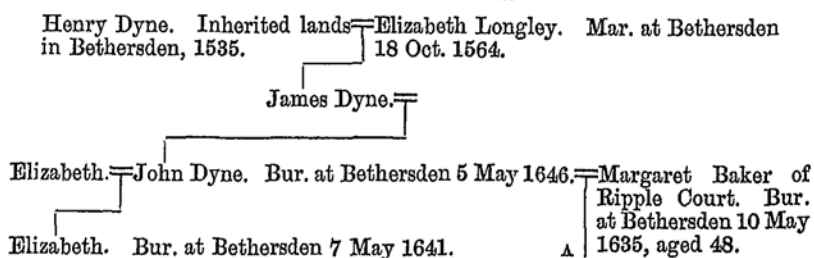 Henry Dyne. Inherited lands=Elizabeth Longley. Mar. at Bethersden
in Bethersden, 1535. 18 Oct. 1564.
James Dyne.=
Elizabeth.=John Dyne. Bur. at Bethersden 5 May 1646.=Margaret Baker of
Ripple Court. Bur.
at Bethersden 10 May
Elizabeth. Bur. at Bethersden 7 May 1641. A 1635, aged 48.